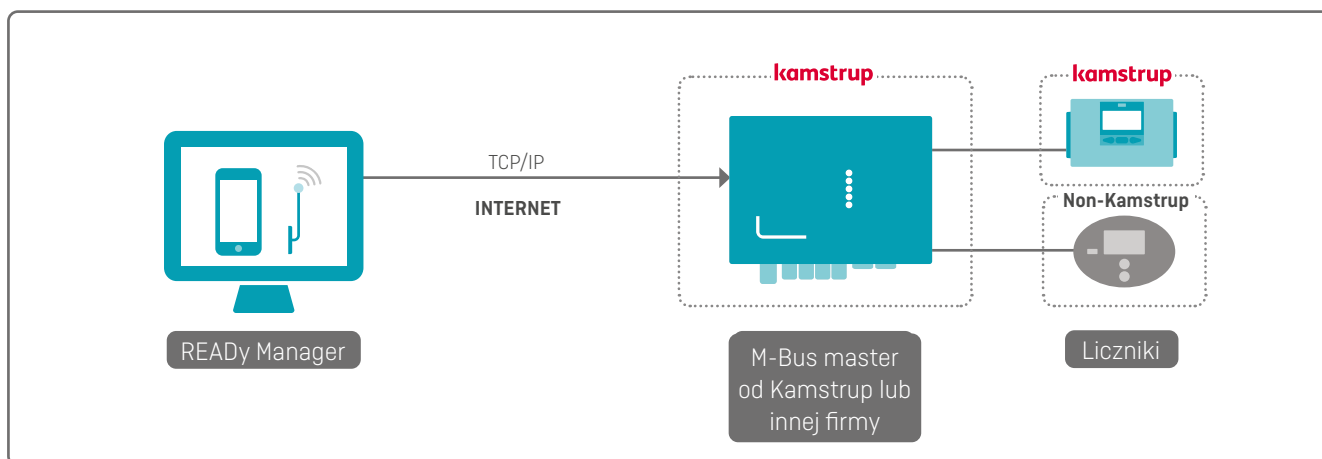 kamstrup
kamstrup
TCP/IP
INTERNET
Non-Kamstrup
READy Manager
M-Bus master
od Kamstrup lub
innej firmy
Liczniki